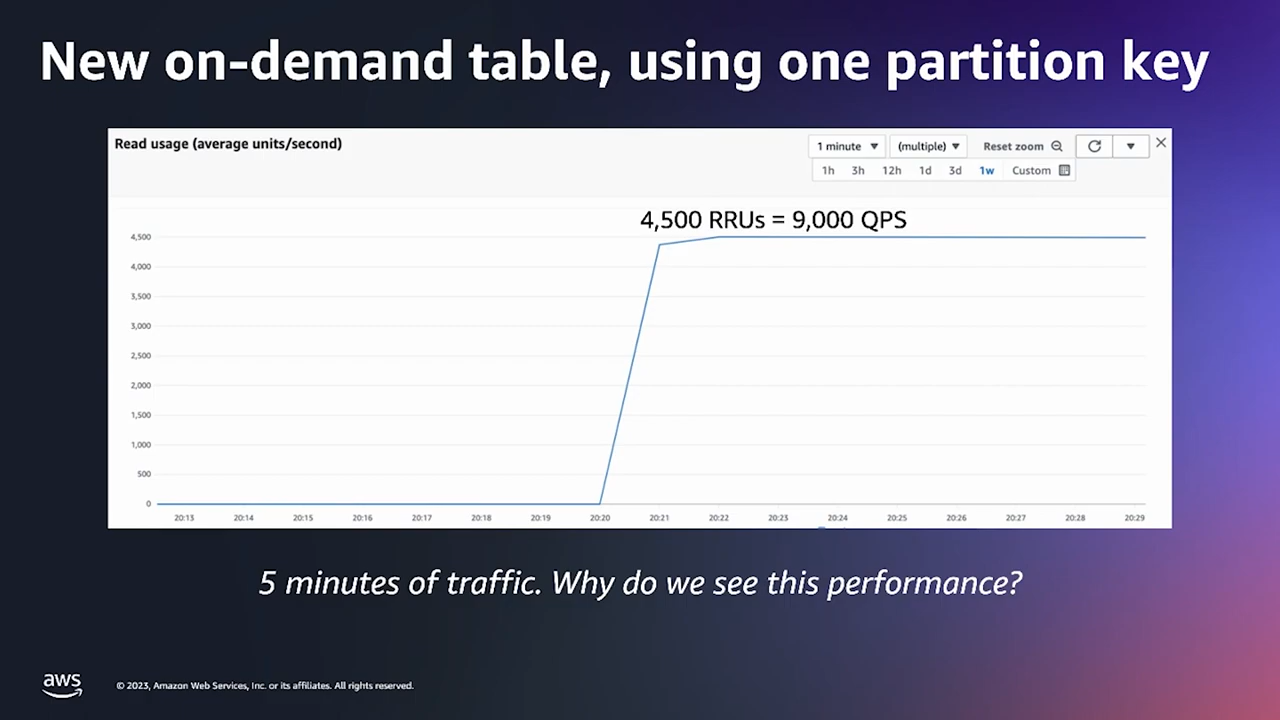 New on-demand table, using one partition key
Read usage (average units/second)
1 minute ▼ (multiple) ▼ Reset zoom
1h 3h 12h 1d 3d 1w Custom
4,500 RRUs = 9,000 QPS
4,500
4,000
3,500
3,000
2,500
2,000
1,500
1,000
500
0
20:13 20:14 20:15 20:16 20:17 20:18 20:19 20:20 20:21 20:22 20:23 20:24 20:25 20:26 20:27 20:28 20:29
5 minutes of traffic. Why do we see this performance?
aws
© 2023, Amazon Web Services, Inc. or its affiliates. All rights reserved.